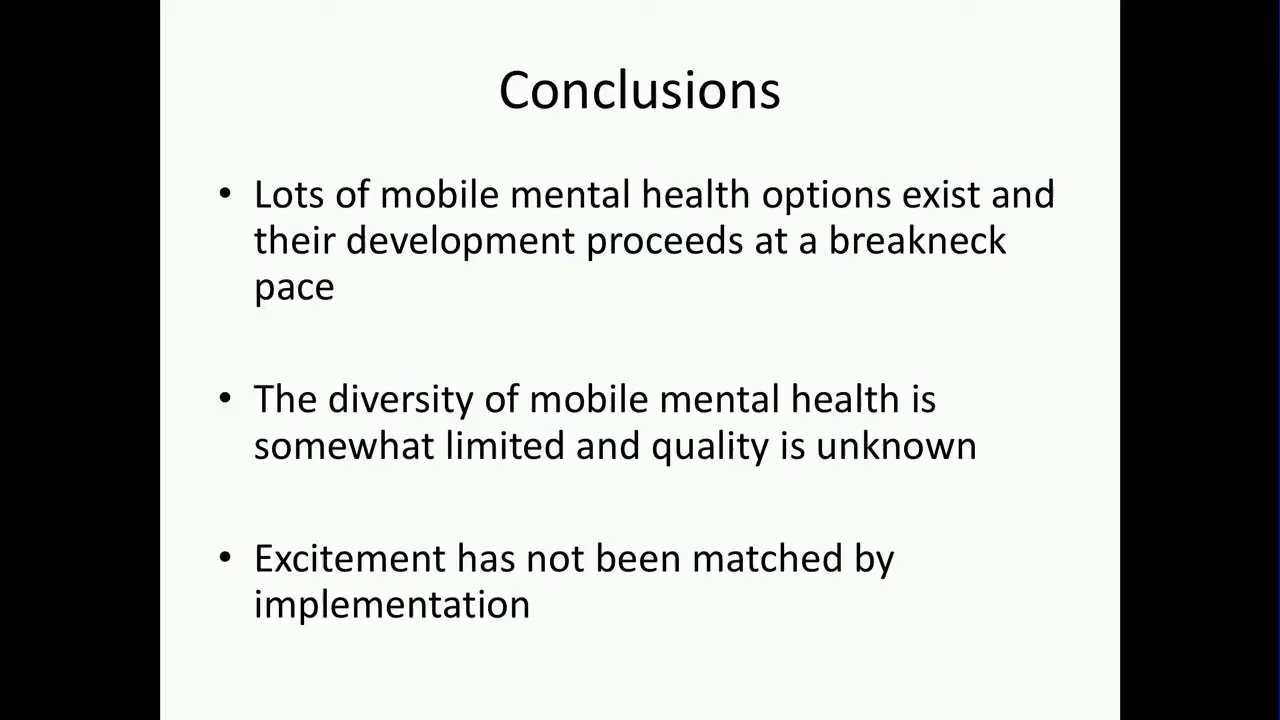 Conclusions
• Lots of mobile mental health options exist and
their development proceeds at a breakneck
pace
• The diversity of mobile mental health is
somewhat limited and quality is unknown
• Excitement has not been matched by
implementation